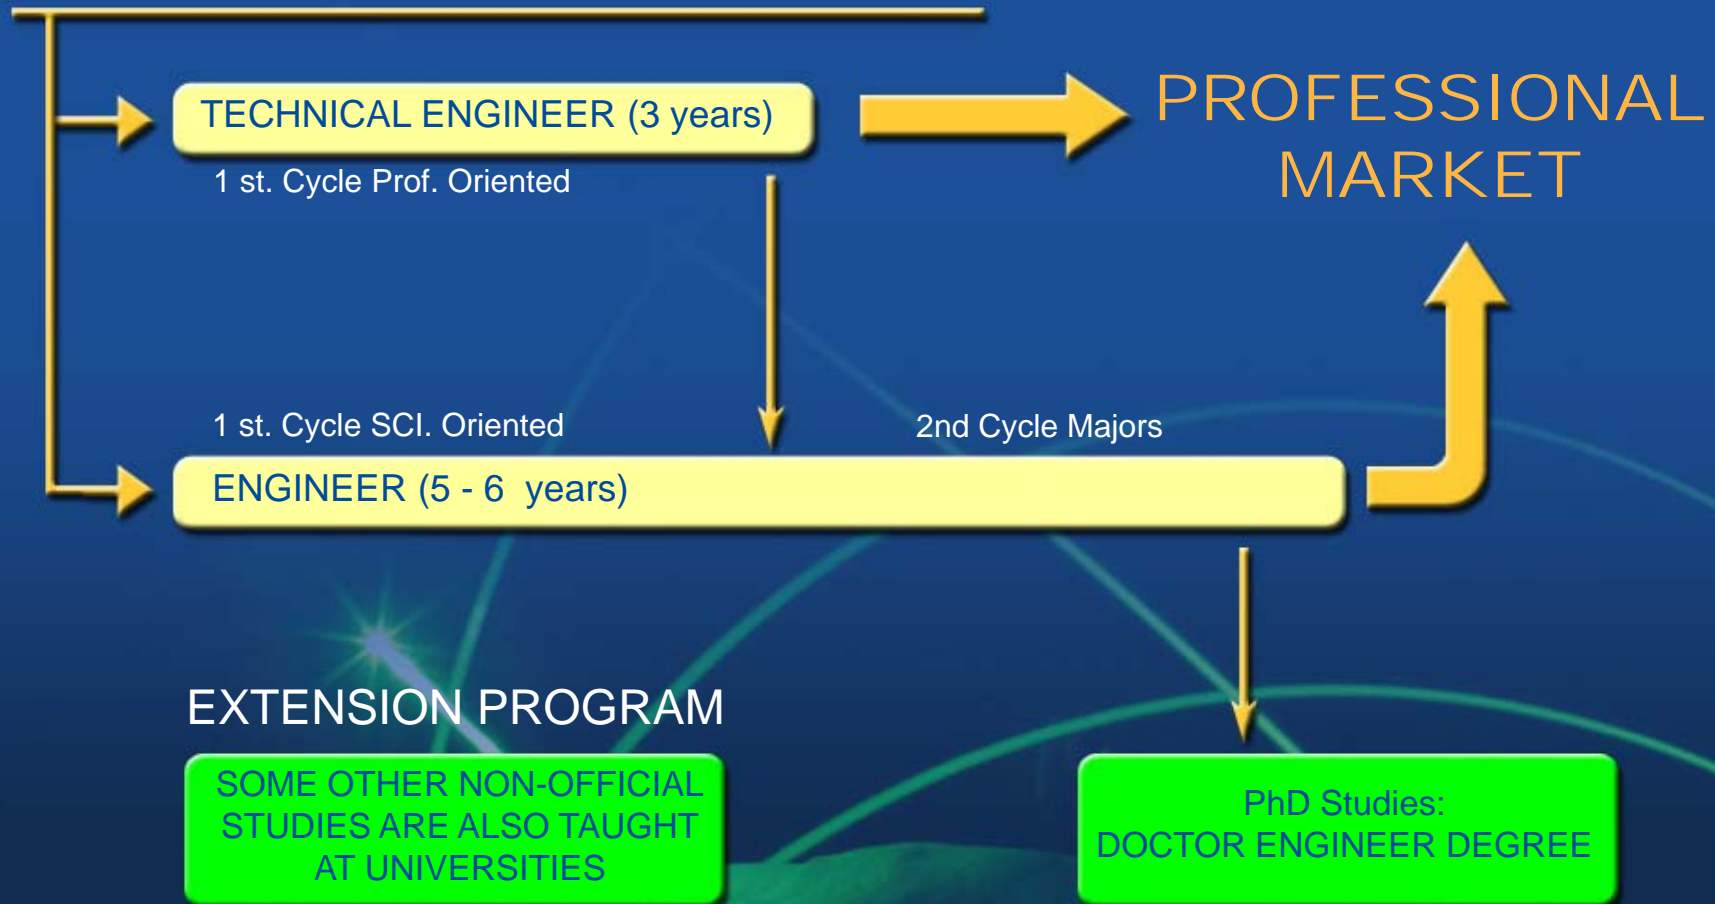 TECHNICAL ENGINEER (3 years)
1 st. Cycle Prof. Oriented
PROFESSIONAL
MARKET
1 st. Cycle SCI. Oriented
2nd Cycle Majors
ENGINEER (5 - 6 years)
EXTENSION PROGRAM
SOME OTHER NON-OFFICIAL
STUDIES ARE ALSO TAUGHT
AT UNIVERSITIES
PhD Studies:
DOCTOR ENGINEER DEGREE